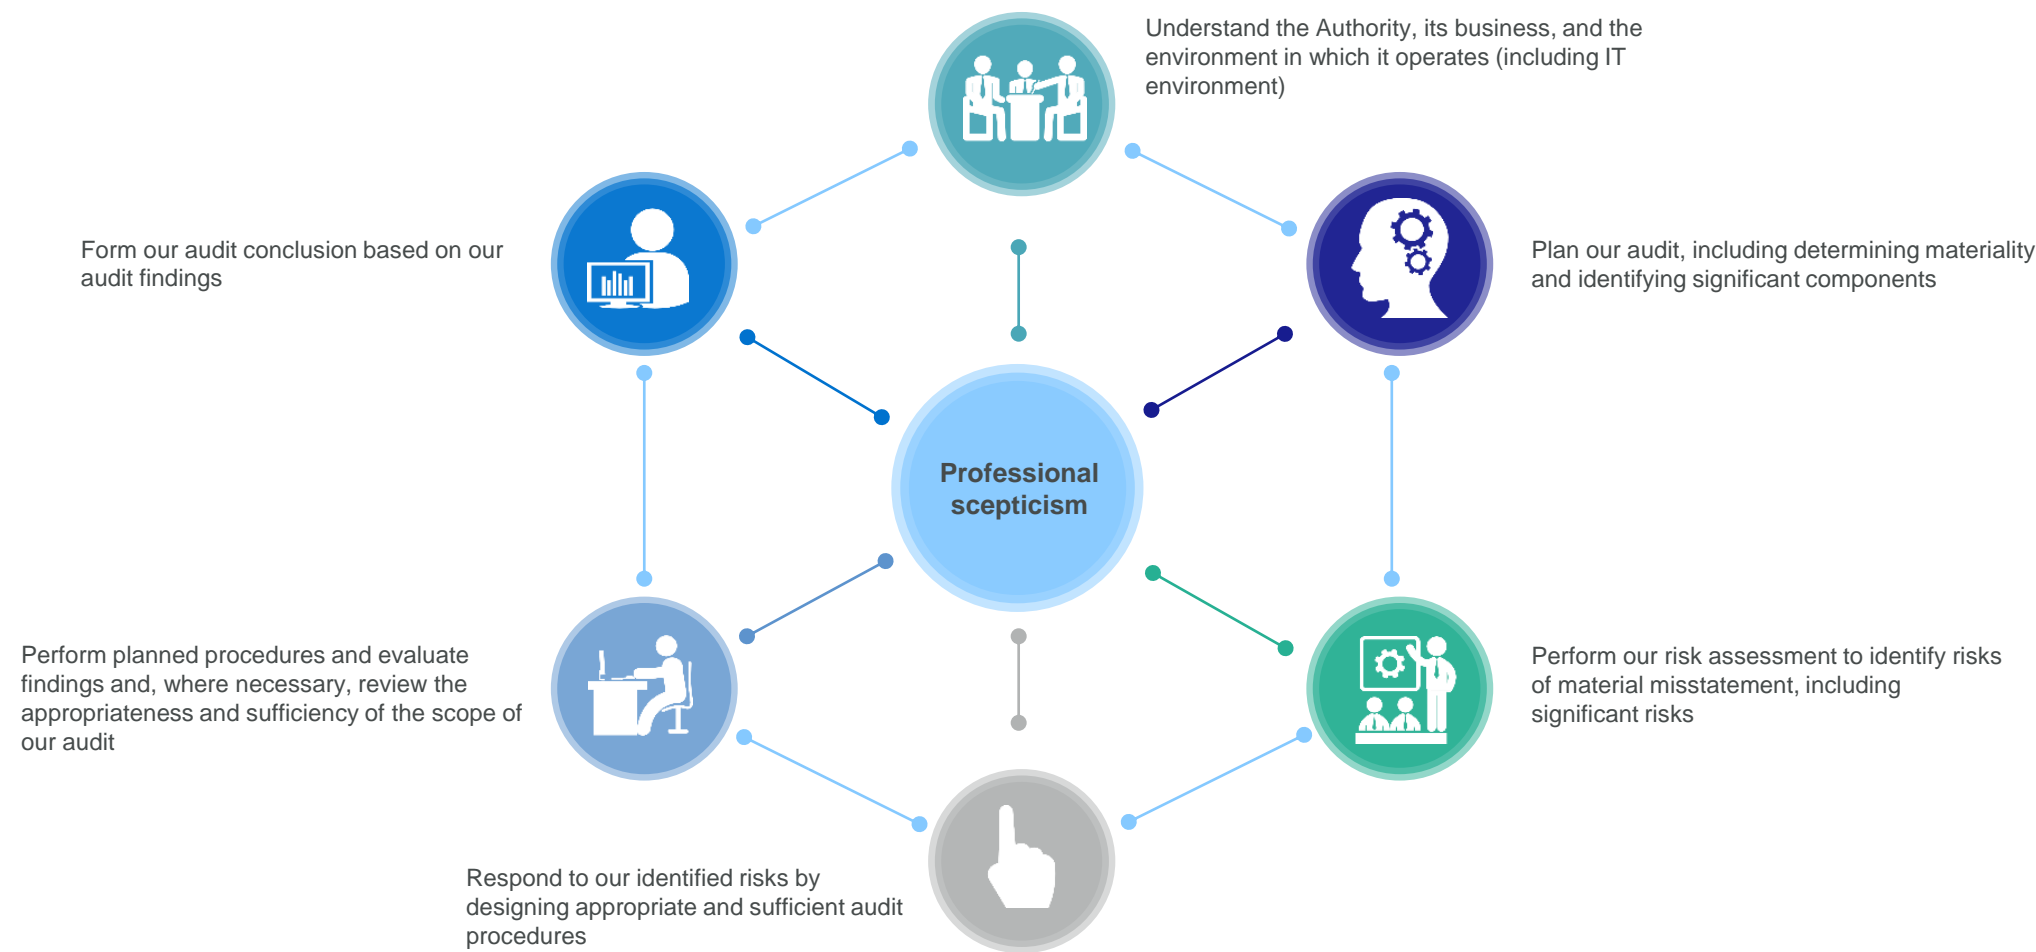 Understand the Authority, its business, and the
environment in which it operates (including IT
environment)
Plan our audit, including determining materiality
and identifying significant components
Form our audit conclusion based on our
audit findings
Professional
scepticism
Perform our risk assessment to identify risks
of material misstatement, including
significant risks
Perform planned procedures and evaluate
findings and, where necessary, review the
appropriateness and sufficiency of the scope of
our audit
Respond to our identified risks by
designing appropriate and sufficient audit
procedures